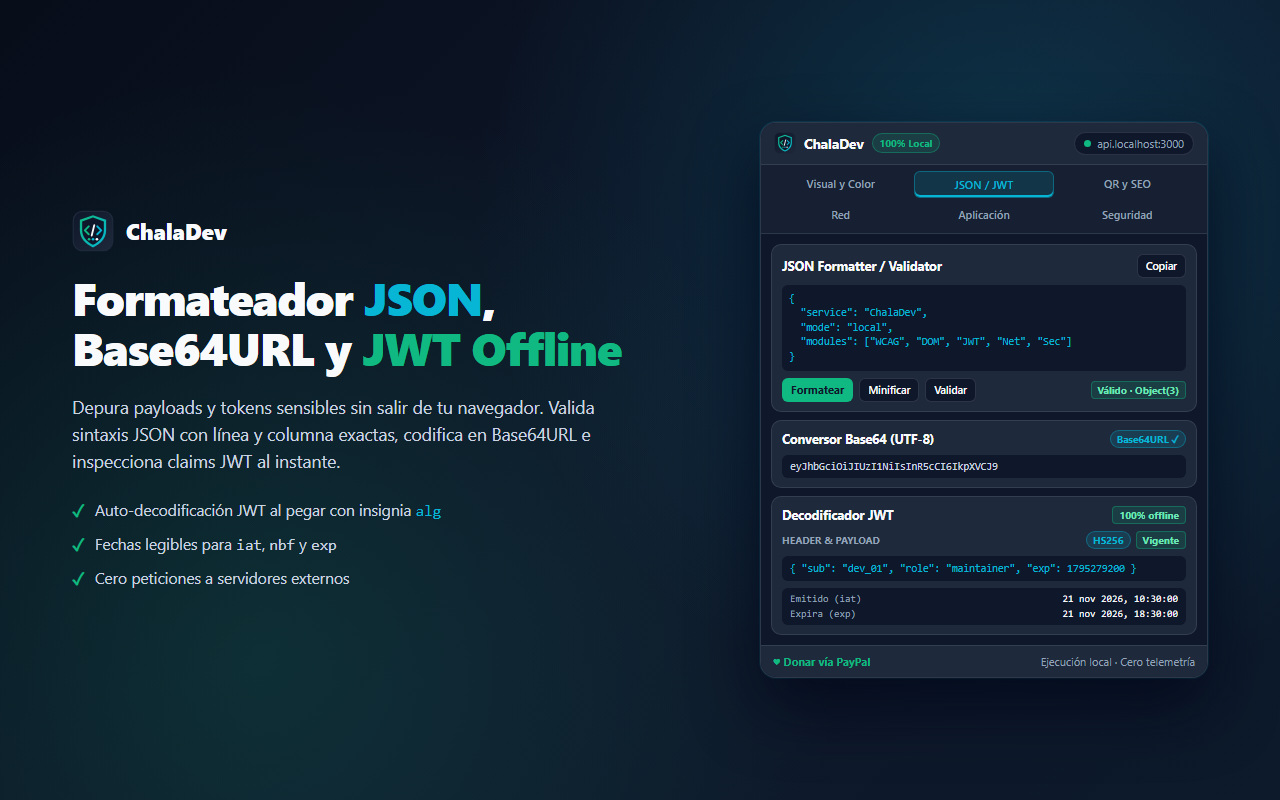 ChalaDev
Formateador JSON,
Base64URL y JWT Offline
Depura payloads y tokens sensibles sin salir de tu navegador. Valida
sintaxis JSON con línea y columna exactas, codifica en Base64URL e
inspecciona claims JWT al instante.
✓ Auto-decodificación JWT al pegar con insignia alg
✓ Fechas legibles para iat, nbf y exp
✓ Cero peticiones a servidores externos
ChalaDev 100% Local api.localhost:3000
Visual y Color JSON / JWT QR y SEO
Red Aplicación Seguridad
JSON Formatter / Validator Copiar
{
"service": "ChalaDev",
"mode": "local",
"modules": ["WCAG", "DOM", "JWT", "Net", "Sec"]
}
Formatear Minificar Validar Válido · Object(3)
Conversor Base64 (UTF-8) Base64URL ✓
eyJhbGciOiJIUzI1NiIsInR5cCI6IkpXVCJ9
Decodificador JWT 100% offline
HEADER & PAYLOAD HS256 Vigente
{ "sub": "dev_01", "role": "maintainer", "exp": 1795279200 }
Emitido (iat) 21 nov 2026, 10:30:00
Expira (exp) 21 nov 2026, 18:30:00
♥ Donar vía PayPal Ejecución local · Cero telemetría